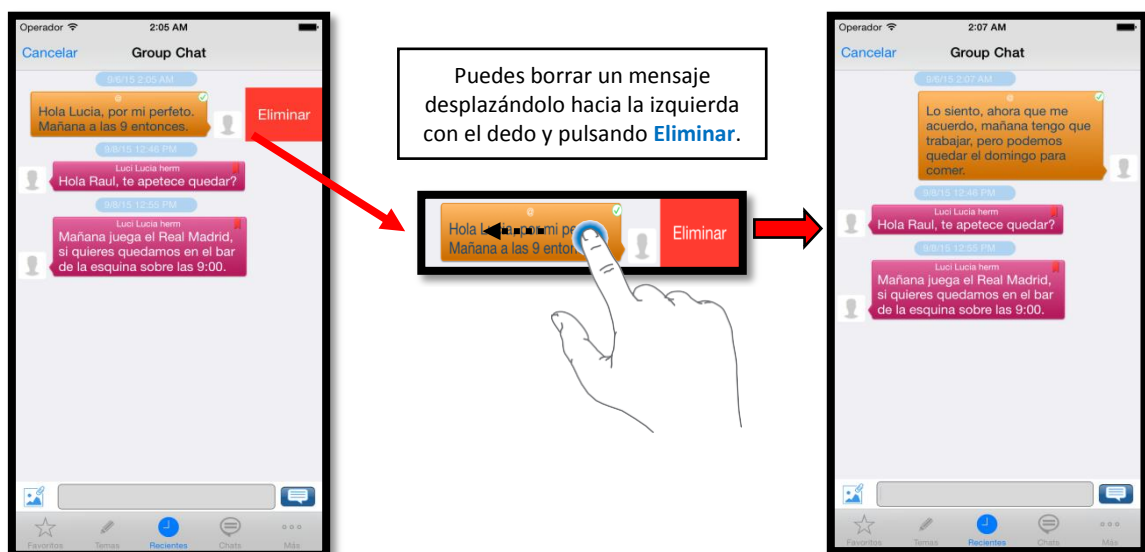 Operador 2:05 AM
Cancelar Group Chat
9/6/15 2:05 AM
Hola Lucia, por mi perfeto.
Mañana a las 9 entonces.
Eliminar
9/8/15 12:46 PM
Luci Lucia herm
Hola Raul, te apetece quedar?
9/8/15 12:55 PM
Luci Lucia herm
Mañana juega el Real Madrid,
si quieres quedamos en el bar
de la esquina sobre las 9:00.
Favoritos Temas Recientes Chats Más
Puedes borrar un mensaje
desplazándolo hacia la izquierda
con el dedo y pulsando Eliminar.
Hola
mi
Mañana a las 9
Eliminar
Operador 2:07 AM
Cancelar Group Chat
9/6/15 2:07 AM
Lo siento, ahora que me
acuerdo, mañana tengo que
trabajar, pero podemos
quedar el domingo para
comer.
9/8/15 12:46 PM
Luci Lucia herm
Hola Raul, te apetece quedar?
9/8/15 12:55 PM
Luci Lucia herm
Mañana juega el Real Madrid,
si quieres quedamos en el bar
de la esquina sobre las 9:00.
Favoritos Temas Recientes Chats Más